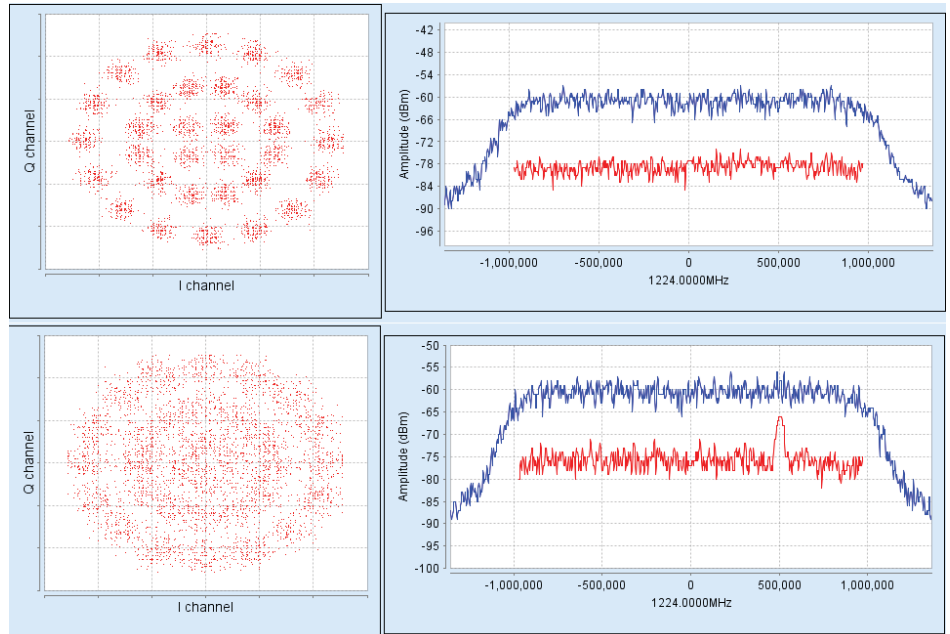 Q channel
I channel
Amplitude (dBm)
-42
-48
-54
-60
-66
-72
-78
-84
-90
-96
-1,000,000 -500,000 0 500,000 1,000,000
1224.0000MHz
Q channel
I channel
Amplitude (dBm)
-50
-55
-60
-65
-70
-75
-80
-85
-90
-95
-100
-1,000,000 -500,000 0 500,000 1,000,000
1224.0000MHz